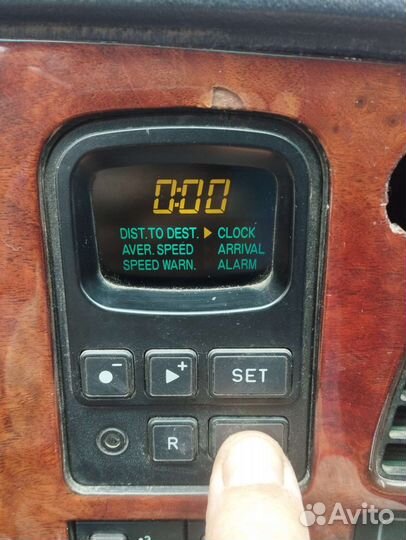 0:00
DIST. TO DEST. ▶ CLOCK
AVER. SPEED ARRIVAL
SPEED WARN. ALARM
− ▶+ SET
R
Avito